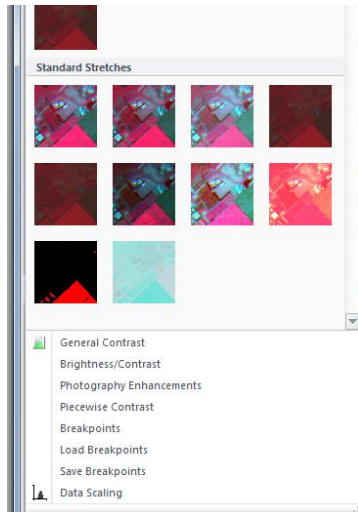 Standard Stretches
General Contrast
Brightness/Contrast
Photography Enhancements
Piecewise Contrast
Breakpoints
Load Breakpoints
Save Breakpoints
Data Scaling